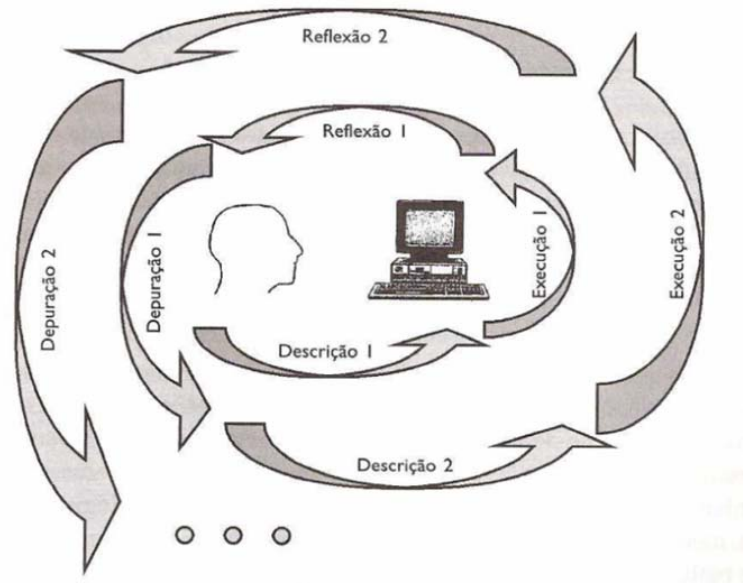 Reflexão 2
Reflexão 1
Depuração 2
Depuração 1
Execução 1
Execução 2
Descrição 1
Descrição 2